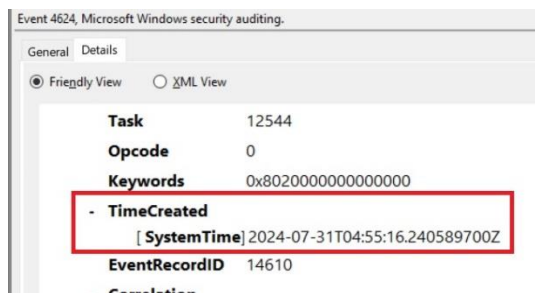 Event 4624, Microsoft Windows security auditing.
General Details
Friendly View XML View
Task 12544
Opcode 0
Keywords 0x8020000000000000
- TimeCreated
[ SystemTime] 2024-07-31T04:55:16.240589700Z
EventRecordID 14610
- Correlation